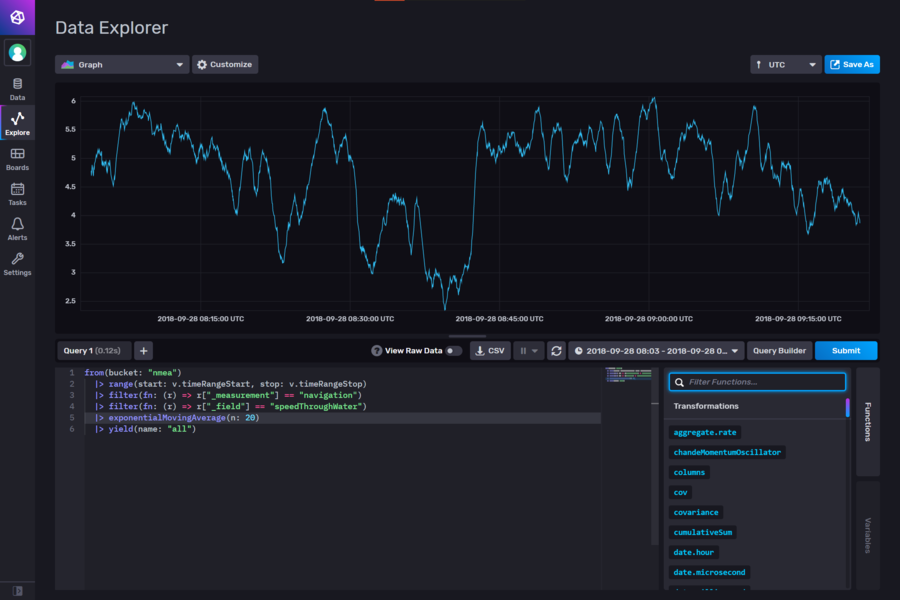 Data Explorer
Graph
Customize
UTC
Save As
Data
Explore
Boards
Tasks
Alerts
Settings
6
5.5
5
4.5
4
3.5
3
2.5
2018-09-28 08:15:00 UTC
2018-09-28 08:30:00 UTC
2018-09-28 08:45:00 UTC
2018-09-28 09:00:00 UTC
2018-09-28 09:15:00 UTC
Query 1 (0.12s)
+
? View Raw Data
CSV
2018-09-28 08:03 - 2018-09-28 0...
Query Builder
Submit
1 from(bucket: "nmea")
2 |> range(start: v.timeRangeStart, stop: v.timeRangeStop)
3 |> filter(fn: (r) => r["_measurement"] == "navigation")
4 |> filter(fn: (r) => r["_field"] == "speedThroughWater")
5 |> exponentialMovingAverage(n: 20)
6 |> yield(name: "all")
Filter Functions...
Transformations
aggregate.rate
chandeMomentumOscillator
columns
cov
covariance
cumulativeSum
date.hour
date.microsecond
Functions
Variables